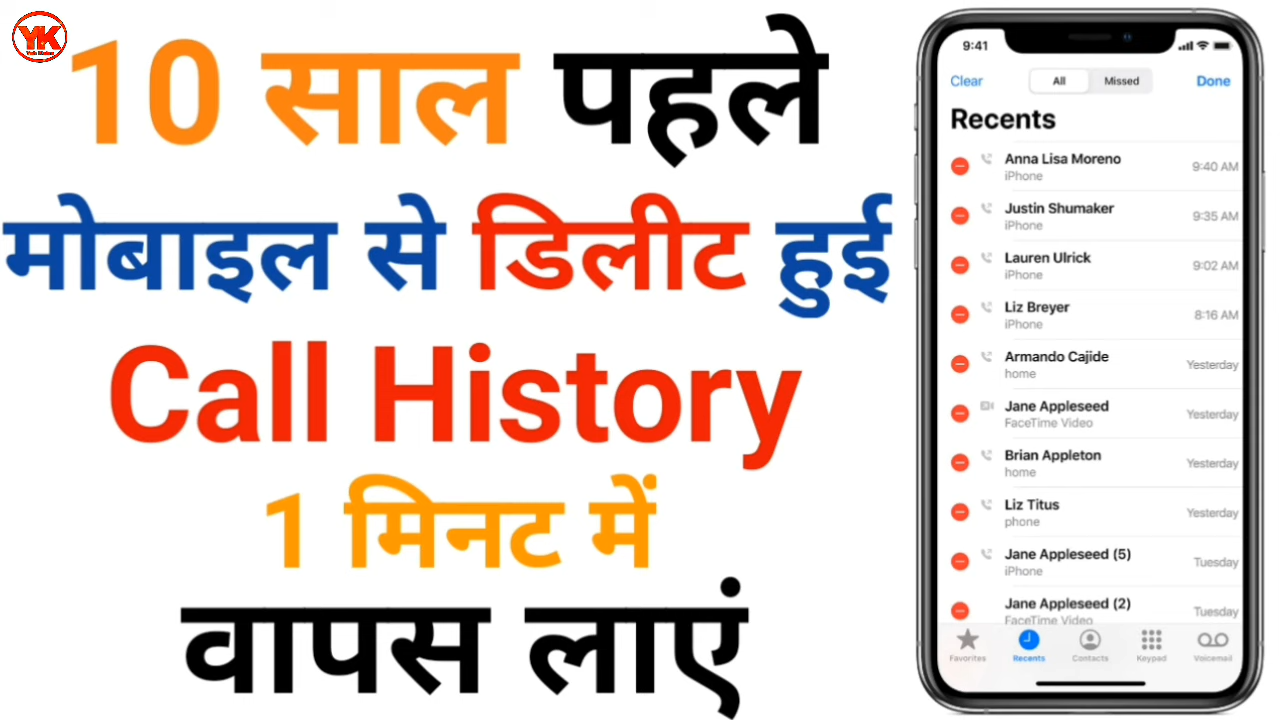 YK
10 साल पहले
मोबाइल से डिलीट हुई
Call History
1 मिनट में
वापस लाएं
9:41
Clear All Missed Done
Recents
Anna Lisa Moreno 9:40 AM
iPhone
Justin Shumaker 9:35 AM
iPhone
Lauren Ulrick 9:02 AM
iPhone
Liz Breyer 8:16 AM
iPhone
Armando Cajide Yesterday
home
Jane Appleseed Yesterday
FaceTime Video
Brian Appleton Yesterday
home
Liz Titus Yesterday
phone
Jane Appleseed (5) Tuesday
iPhone
Jane Appleseed (2) Tuesday
FaceTime Video
Favorites Recents Contacts Keypad Voicemail